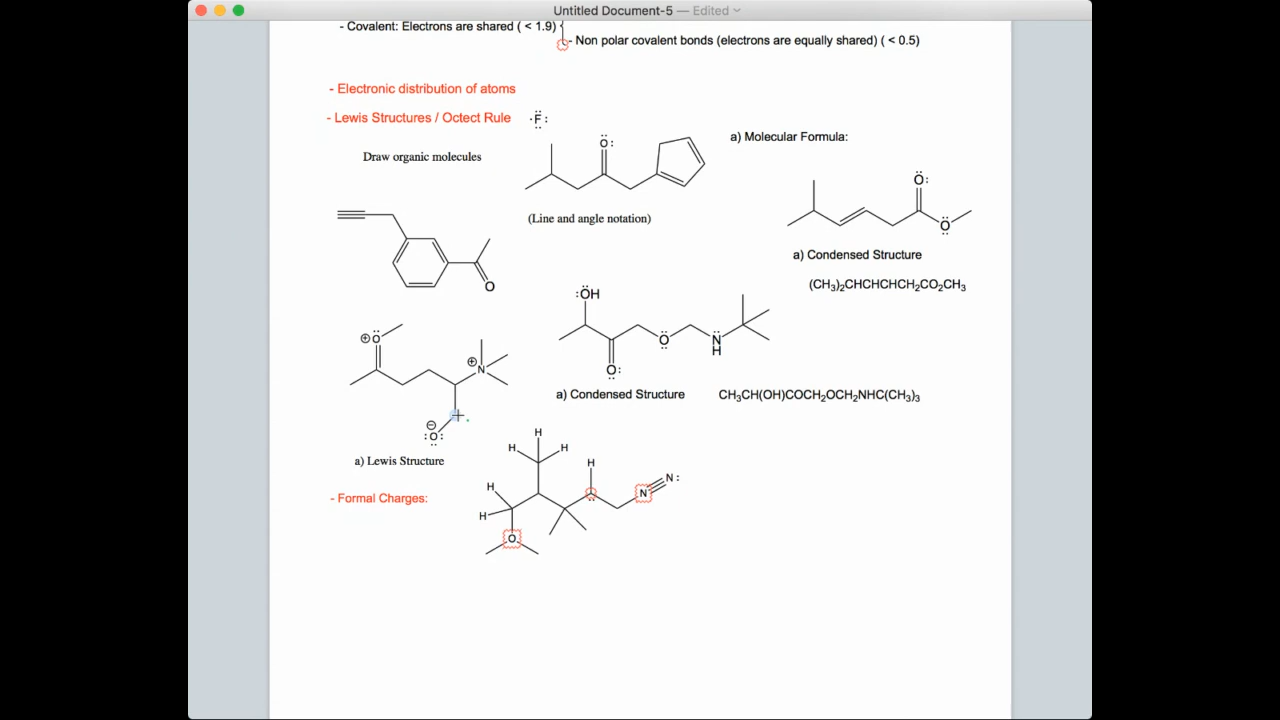 Untitled Document-5 — Edited
- Covalent: Electrons are shared ( < 1.9)
- Non polar covalent bonds (electrons are equally shared) ( < 0.5)
- Electronic distribution of atoms
- Lewis Structures / Octect Rule
F
a) Molecular Formula:
Draw organic molecules
O
O
O
(Line and angle notation)
a) Condensed Structure
(CH₃)₂CHCHCHCH₂CO₂CH₃
O
OH
O
N
H
O
a) Condensed Structure
CH₃CH(OH)COCH₂OCH₂NHC(CH₃)₃
⊕ O
⊕
N
⊖
O
a) Lewis Structure
- Formal Charges:
H
H
H
H
H
H
O
N
N